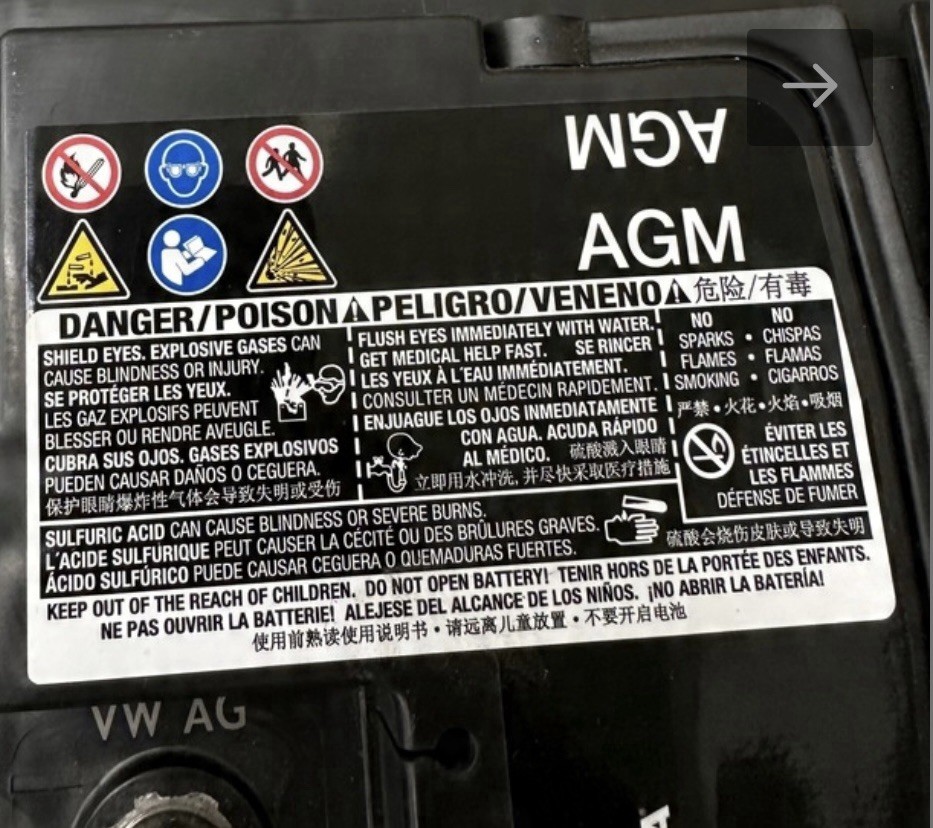 AGM
AGM
DANGER/POISON PELIGRO/VENENO 危险/有毒
SHIELD EYES. EXPLOSIVE GASES CAN
CAUSE BLINDNESS OR INJURY.
SE PROTÉGER LES YEUX.
LES GAZ EXPLOSIFS PEUVENT
BLESSER OU RENDRE AVEUGLE.
CUBRA SUS OJOS. GASES EXPLOSIVOS
PUEDEN CAUSAR DAÑOS O CEGUERA.
保护眼睛爆炸性气体会导致失明或受伤
FLUSH EYES IMMEDIATELY WITH WATER.
GET MEDICAL HELP FAST. SE RINCER
LES YEUX À L'EAU IMMÉDIATEMENT.
CONSULTER UN MÉDECIN RAPIDEMENT.
ENJUAGUE LOS OJOS INMEDIATAMENTE
CON AGUA. ACUDA RÁPIDO
AL MÉDICO. 硫酸溅入眼睛
立即用水冲洗, 并尽快采取医疗措施
NO NO
SPARKS • CHISPAS
FLAMES • FLAMAS
SMOKING • CIGARROS
严禁•火花•火焰•吸烟
ÉVITER LES
ÉTINCELLES ET
LES FLAMMES
DÉFENSE DE FUMER
SULFURIC ACID CAN CAUSE BLINDNESS OR SEVERE BURNS.
L'ACIDE SULFURIQUE PEUT CAUSER LA CÉCITÉ OU DES BRÛLURES GRAVES.
ÁCIDO SULFÚRICO PUEDE CAUSAR CEGUERA O QUEMADURAS FUERTES.
硫酸会烧伤皮肤或导致失明
KEEP OUT OF THE REACH OF CHILDREN. DO NOT OPEN BATTERY! TENIR HORS DE LA PORTÉE DES ENFANTS.
NE PAS OUVRIR LA BATTERIE! ALEJESE DEL ALCANCE DE LOS NIÑOS. ¡NO ABRIR LA BATERÍA!
使用前熟读使用说明书•请远离儿童放置•不要开启电池
VW AG